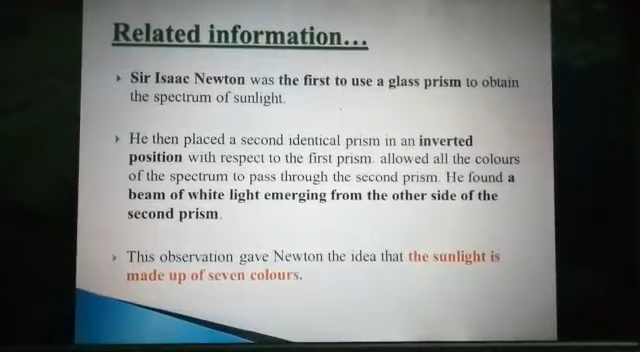 Related information...
Sir Isaac Newton was the first to use a glass prism to obtain
the spectrum of sunlight.
He then placed a second identical prism in an inverted
position with respect to the first prism. allowed all the colours
of the spectrum to pass through the second prism. He found a
beam of white light emerging from the other side of the
second prism.
This observation gave Newton the idea that the sunlight is
made up of seven colours.